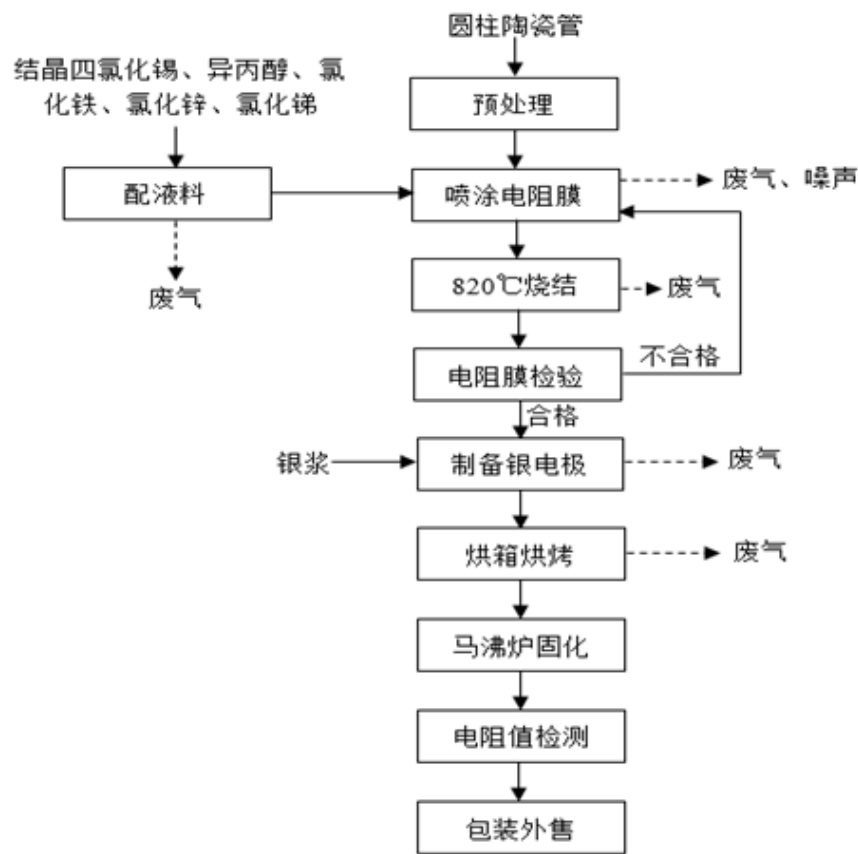 圆柱陶瓷管
结晶四氯化锡、异丙醇、氯
化铁、氯化锌、氯化锑
预处理
配液料
喷涂电阻膜
废气、噪声
废气
820℃烧结
废气
电阻膜检验
不合格
合格
银浆
制备银电极
废气
烘箱烘烤
废气
马沸炉固化
电阻值检测
包装外售